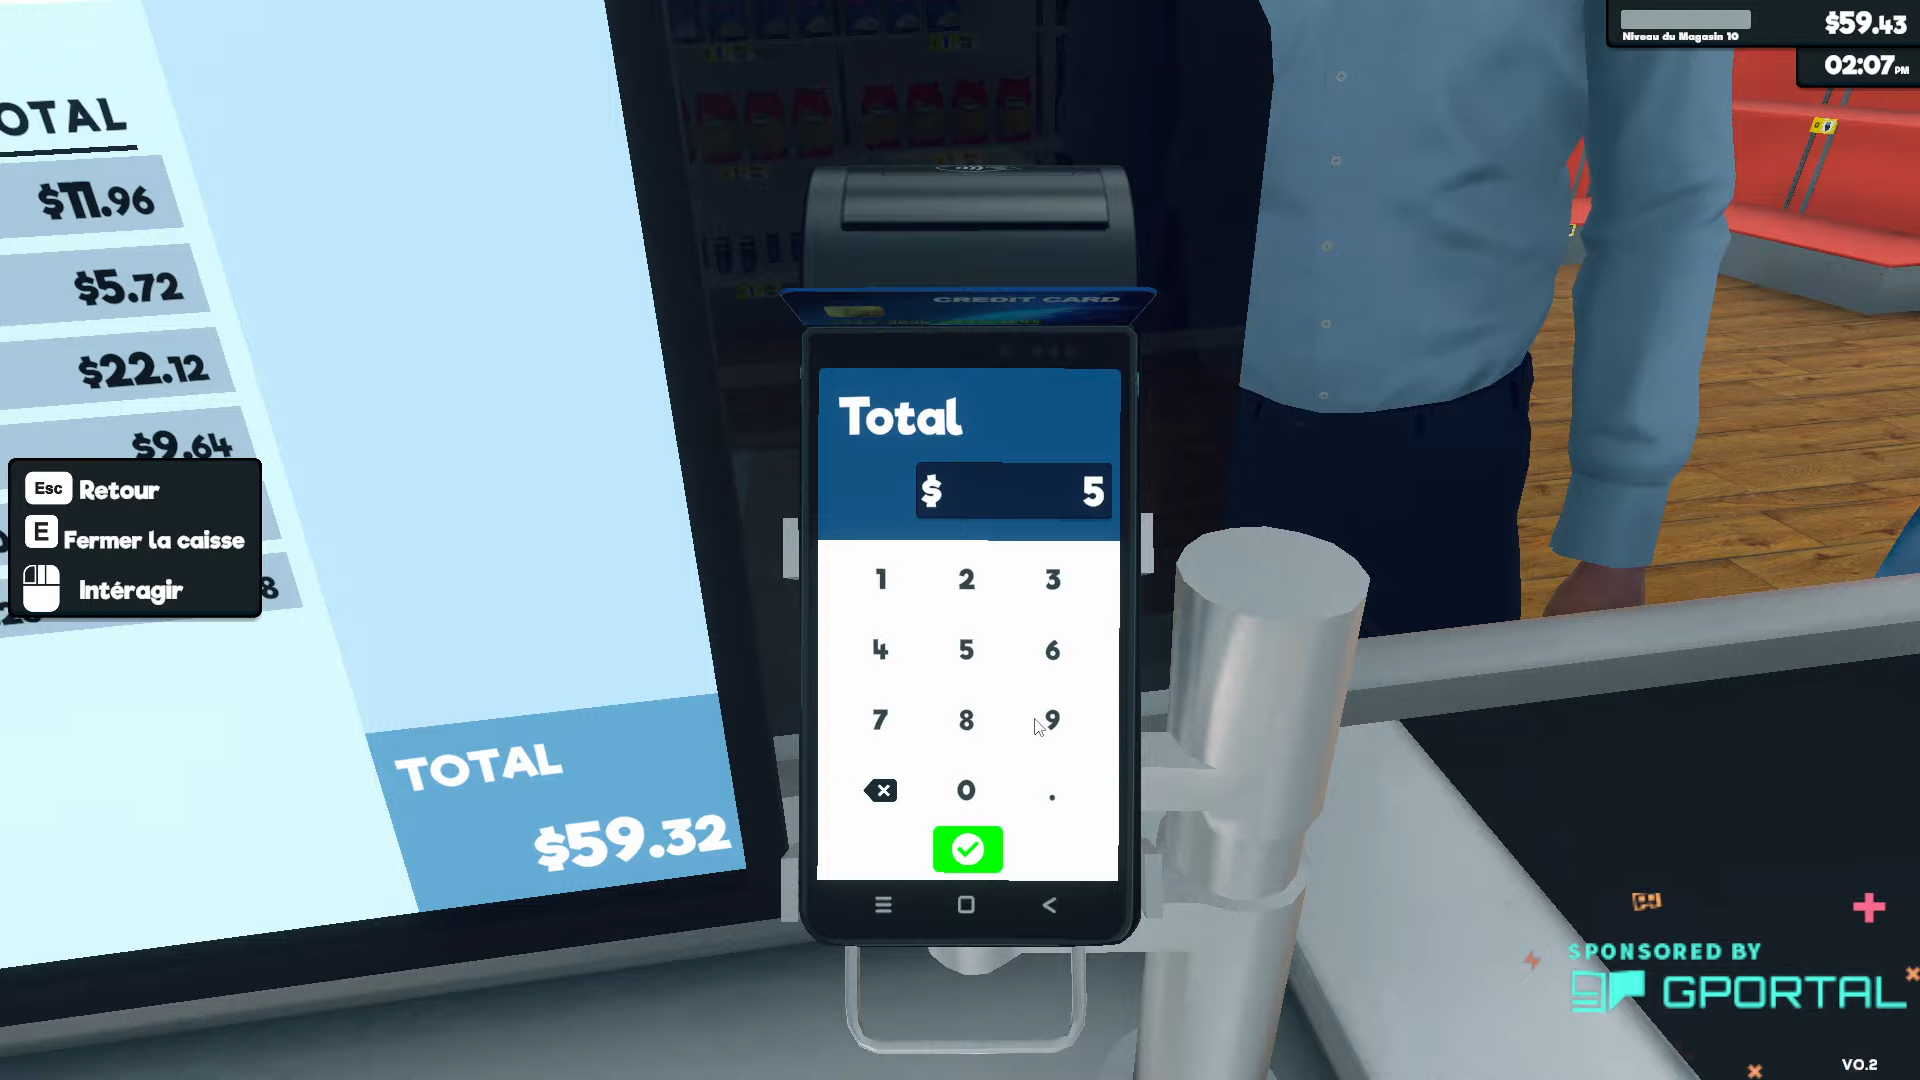 $59.43
Niveau du Magasin 10
02:07PM
OTAL
$11.96
$5.72
$22.12
$9.64
8
TOTAL
$59.32
Esc Retour
E Fermer la caisse
Intéragir
CREDIT CARD
Total
$ 5
1 2 3
4 5 6
7 8 9
0 .
SPONSORED BY
GPORTAL
V0.2